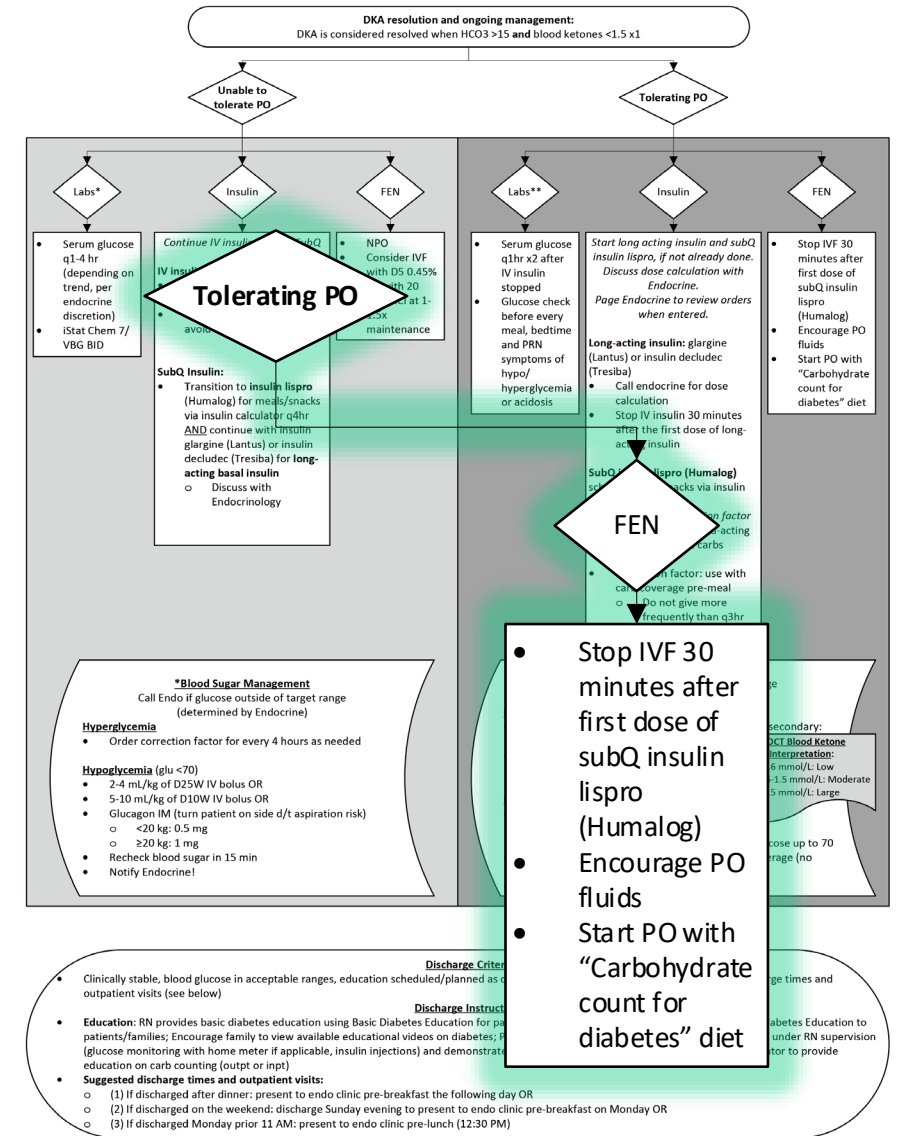 DKA resolution and ongoing management:
DKA is considered resolved when HCO3 >15 and blood ketones <1.5 x1
Unable to
tolerate PO
Tolerating PO
Labs*
Insulin
FEN
Labs**
Insulin
FEN
• Serum glucose
q1-4 hr
(depending on
trend, per
endocrine
discretion)
• iStat Chem 7/
VBG BID
Continue IV insulin SubQ
IV insuli
avoid
SubQ Insulin:
• Transition to insulin lispro
(Humalog) for meals/snacks
via insulin calculator q4hr
AND continue with insulin
glargine (Lantus) or insulin
decludec (Tresiba) for long-
acting basal insulin
o Discuss with
Endocrinology
• NPO
• Consider IVF
with D5 0.45%
with 20
at 1-
1.5x
maintenance
• Serum glucose
q1hr x2 after
IV insulin
stopped
• Glucose check
before every
meal, bedtime
and PRN
symptoms of
hypo/
hyperglycemia
or acidosis
Start long acting insulin and subQ
insulin lispro, if not already done.
Discuss dose calculation with
Endocrine.
Page Endocrine to review orders
when entered.
Long-acting insulin: glargine
(Lantus) or insulin decludec
(Tresiba)
• Call endocrine for dose
calculation
• Stop IV insulin 30 minutes
after the first dose of long-
acting insulin
SubQ lispro (Humalog)
snacks via insulin
factor
-acting
carbs
• factor: use with
carb coverage pre-meal
o Do not give more
frequently than q3hr
• Stop IVF 30
minutes after
first dose of
subQ insulin
lispro
(Humalog)
• Encourage PO
fluids
• Start PO with
“Carbohydrate
count for
diabetes” diet
Tolerating PO
FEN
• Stop IVF 30
minutes after
first dose of
subQ insulin
lispro
(Humalog)
• Encourage PO
fluids
• Start PO with
“Carbohydrate
count for
diabetes” diet
*Blood Sugar Management
Call Endo if glucose outside of target range
(determined by Endocrine)
Hyperglycemia
• Order correction factor for every 4 hours as needed
Hypoglycemia (glu <70)
• 2-4 mL/kg of D25W IV bolus OR
• 5-10 mL/kg of D10W IV bolus OR
• Glucagon IM (turn patient on side d/t aspiration risk)
o <20 kg: 0.5 mg
o ≥20 kg: 1 mg
• Recheck blood sugar in 15 min
• Notify Endocrine!
secondary:
Blood Ketone
Interpretation:
mmol/L: Low
-1.5 mmol/L: Moderate
mmol/L: Large
up to 70
(no
Discharge Criter
• Clinically stable, blood glucose in acceptable ranges, education scheduled/planned as times and
outpatient visits (see below)
Discharge Instruct
• Education: RN provides basic diabetes education using Basic Diabetes Education for Education to
patients/families; Encourage family to view available educational videos on diabetes; under RN supervision
(glucose monitoring with home meter if applicable, insulin injections) and demonstrate to provide
education on carb counting (outpt or inpt)
• Suggested discharge times and outpatient visits:
o (1) If discharged after dinner: present to endo clinic pre-breakfast the following day OR
o (2) If discharged on the weekend: discharge Sunday evening to present to endo clinic pre-breakfast on Monday OR
o (3) If discharged Monday prior 11 AM: present to endo clinic pre-lunch (12:30 PM)